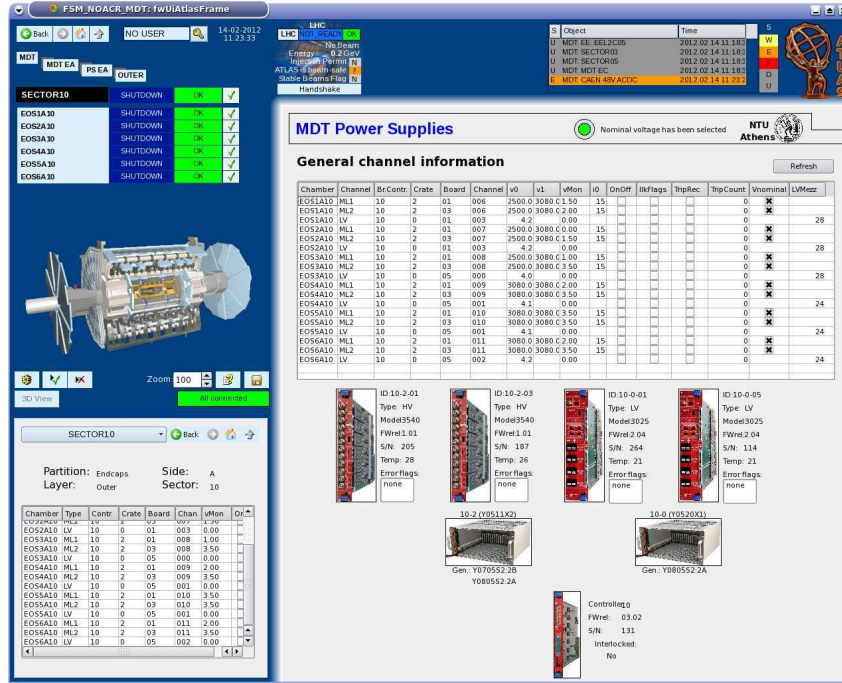 FSM_NOACR_MDT: fwUiAtlasFrame
Back
NO USER
14-02-2012
11:23:33
MDT
MDT EA
PS EA
OUTER
SECTOR10 SHUTDOWN OK
EOS1A10 SHUTDOWN OK
EOS2A10 SHUTDOWN OK
EOS3A10 SHUTDOWN OK
EOS4A10 SHUTDOWN OK
EOS5A10 SHUTDOWN OK
EOS6A10 SHUTDOWN OK
LHC
LHC NOT_READY OK
No Beam
Energy 0.2 GeV
Injection Permit N
ATLAS is beam-safe ?
Stable Beams Flag N
Handshake
S Object Time
U MDT: EE: EEL2C05 2012.02.14 11:18:
U MDT: SECTOR03 2012.02.14 11:18:
U MDT: SECTOR05 2012.02.14 11:18:
U MDT: MDT EC 2012.02.14 11:18:
E MDT: CAEN 48V ACDC 2012.02.14 11:23:2
S
W
E
D
U
MDT Power Supplies
Nominal voltage has been selected
NTU
Athens
General channel information
Refresh
Chamber Channel Br.Contr. Crate Board Channel v0 v1 vMon i0 OnOff IlkFlags TripRec TripCount Vnominal LVMezz
EOS1A10 ML1 10 2 01 006 2500.0 3080.0 1.50 15 0
EOS1A10 ML2 10 2 03 006 2500.0 3080.0 2.00 15 0
EOS1A10 LV 10 0 01 003 4.2 0.00 0 28
EOS2A10 ML1 10 2 01 007 2500.0 3080.0 0.00 15 0
EOS2A10 ML2 10 2 03 007 2500.0 3080.0 1.50 15 0
EOS2A10 LV 10 0 01 003 4.2 0.00 0 28
EOS3A10 ML1 10 2 01 008 2500.0 3080.0 1.00 15 0
EOS3A10 ML2 10 2 03 008 2500.0 3080.0 3.50 15 0
EOS3A10 LV 10 0 05 000 4.0 0.00 0 28
EOS4A10 ML1 10 2 01 009 3080.0 3080.0 2.00 15 0
EOS4A10 ML2 10 2 03 009 3080.0 3080.0 3.50 15 0
EOS4A10 LV 10 0 05 001 4.1 0.00 0 24
EOS5A10 ML1 10 2 01 010 3080.0 3080.0 3.50 15 0
EOS5A10 ML2 10 2 03 010 3080.0 3080.0 3.50 15 0
EOS5A10 LV 10 0 05 001 4.1 0.00 0 24
EOS6A10 ML1 10 2 01 011 3080.0 3080.0 2.00 15 0
EOS6A10 ML2 10 2 03 011 3080.0 3080.0 3.50 15 0
EOS6A10 LV 10 0 05 002 4.2 0.00 0 24
Zoom: 100
3D View
All connected
SECTOR10
Back
Partition: Endcaps Side: A
Layer: Outer Sector: 10
Chamber Type Contr. Crate Board Chan vMon Or
EOS2A10 ML2 10 2 03 007 1.50
EOS2A10 LV 10 0 01 003 0.00
EOS3A10 ML1 10 2 01 008 1.00
EOS3A10 ML2 10 2 03 008 3.50
EOS3A10 LV 10 0 05 000 0.00
EOS4A10 ML1 10 2 01 009 2.00
EOS4A10 ML2 10 2 03 009 3.50
EOS4A10 LV 10 0 05 001 0.00
EOS5A10 ML1 10 2 01 010 3.50
EOS5A10 ML2 10 2 03 010 3.50
EOS5A10 LV 10 0 05 001 0.00
EOS6A10 ML1 10 2 01 011 2.00
EOS6A10 ML2 10 2 03 011 3.50
EOS6A10 LV 10 0 05 002 0.00
ID:10-2-01
Type: HV
Model3540
FWrel:1.01
S/N: 205
Temp: 28
Error flags:
none
ID:10-2-03
Type: HV
Model3540
FWrel:1.01
S/N: 187
Temp: 26
Error flags:
none
ID:10-0-01
Type: LV
Model3025
FWrel:2.04
S/N: 264
Temp: 21
Error flags:
none
ID:10-0-05
Type: LV
Model3025
FWrel:2.04
S/N: 114
Temp: 21
Error flags:
none
10-2 (Y0511X2)
Gen.: Y0705S2:2B
Y0805S2:2A
10-0 (Y0520X1)
Gen.: Y0805S2:2A
Controller:10
FWrel: 03.02
S/N: 131
Interlocked:
No